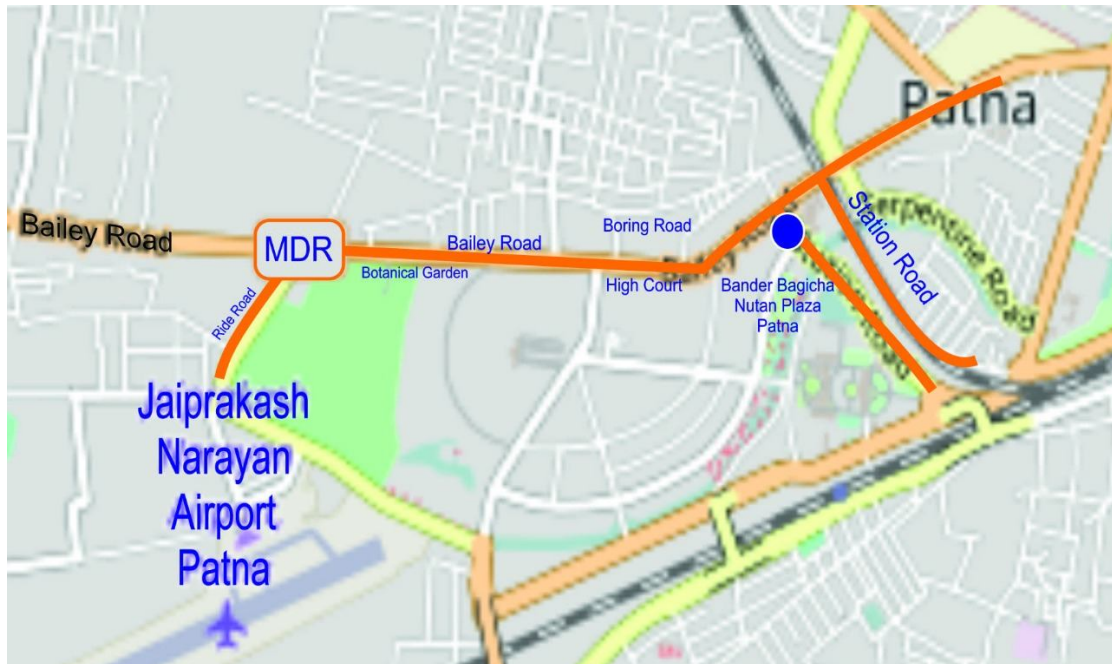 Patna
Station Road
Serpentine Road
Bailey Road
MDR
Bailey Road
Boring Road
Botanical Garden
High Court
Ride Road
Bander Bagicha
Nutan Plaza
Patna
Jaiprakash
Narayan
Airport
Patna